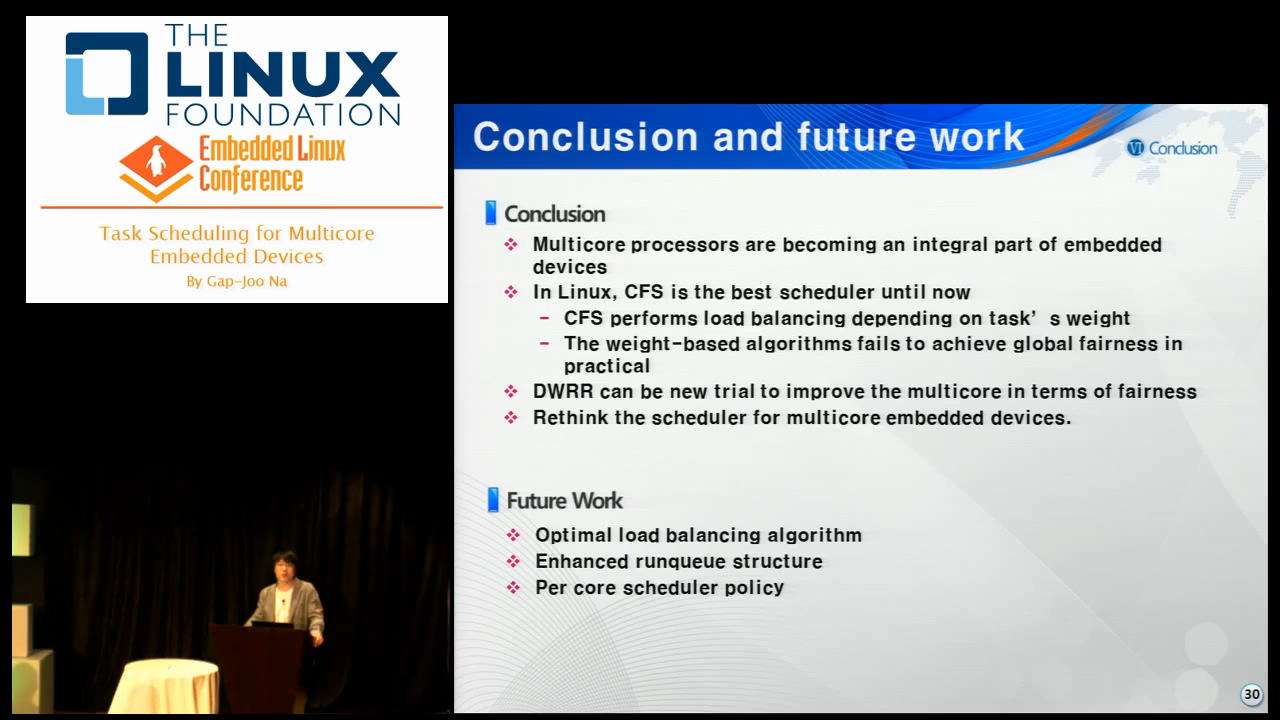 THE
LINUX
FOUNDATION
Embedded Linux
Conference
Task Scheduling for Multicore
Embedded Devices
By Gap-Joo Na
Conclusion and future work
VI Conclusion
Conclusion
Multicore processors are becoming an integral part of embedded
devices
In Linux, CFS is the best scheduler until now
- CFS performs load balancing depending on task's weight
- The weight-based algorithms fails to achieve global fairness in
practical
DWRR can be new trial to improve the multicore in terms of fairness
Rethink the scheduler for multicore embedded devices.
Future Work
Optimal load balancing algorithm
Enhanced runqueue structure
Per core scheduler policy
30